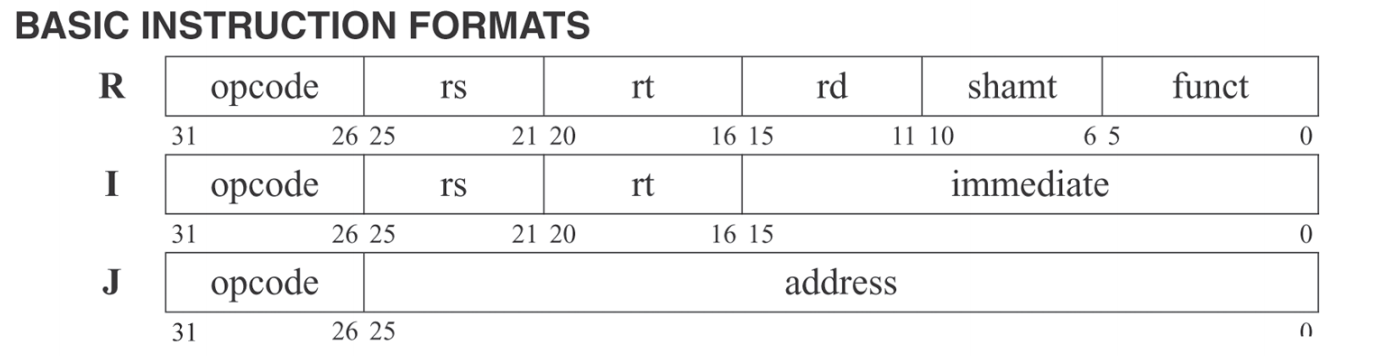 BASIC INSTRUCTION FORMATS
R opcode rs rt rd shamt funct
31 26 25 21 20 16 15 11 10 6 5 0
I opcode rs rt immediate
31 26 25 21 20 16 15 0
J opcode address
31 26 25 0